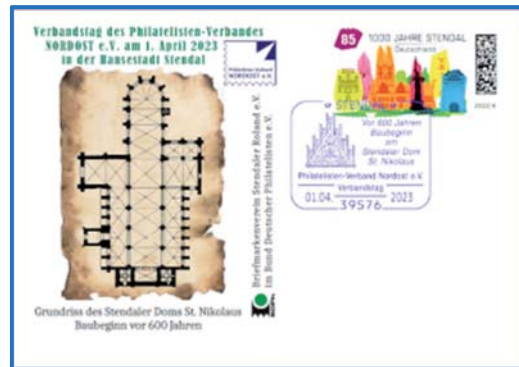 Verbandstag des Philatelisten-Verbandes
NORDOST e.V. am 1. April 2023
in der Hansestadt Stendal
Philatelisten-Verband
NORDOST e.V.
Briefmarkenverein Stendaler Roland e.V.
im Bund Deutscher Philatelisten e.V.
BDPh
Grundriss des Stendaler Doms St. Nikolaus
Baubeginn vor 600 Jahren
85
1000 JAHRE STENDAL
Deutschland
STENDAL
Vor 600 Jahren
Baubeginn
am
Stendaler Dom
St. Nikolaus
Philatelisten-Verband Nordost e.V.
Verbandstag
01.04. 2023
39576